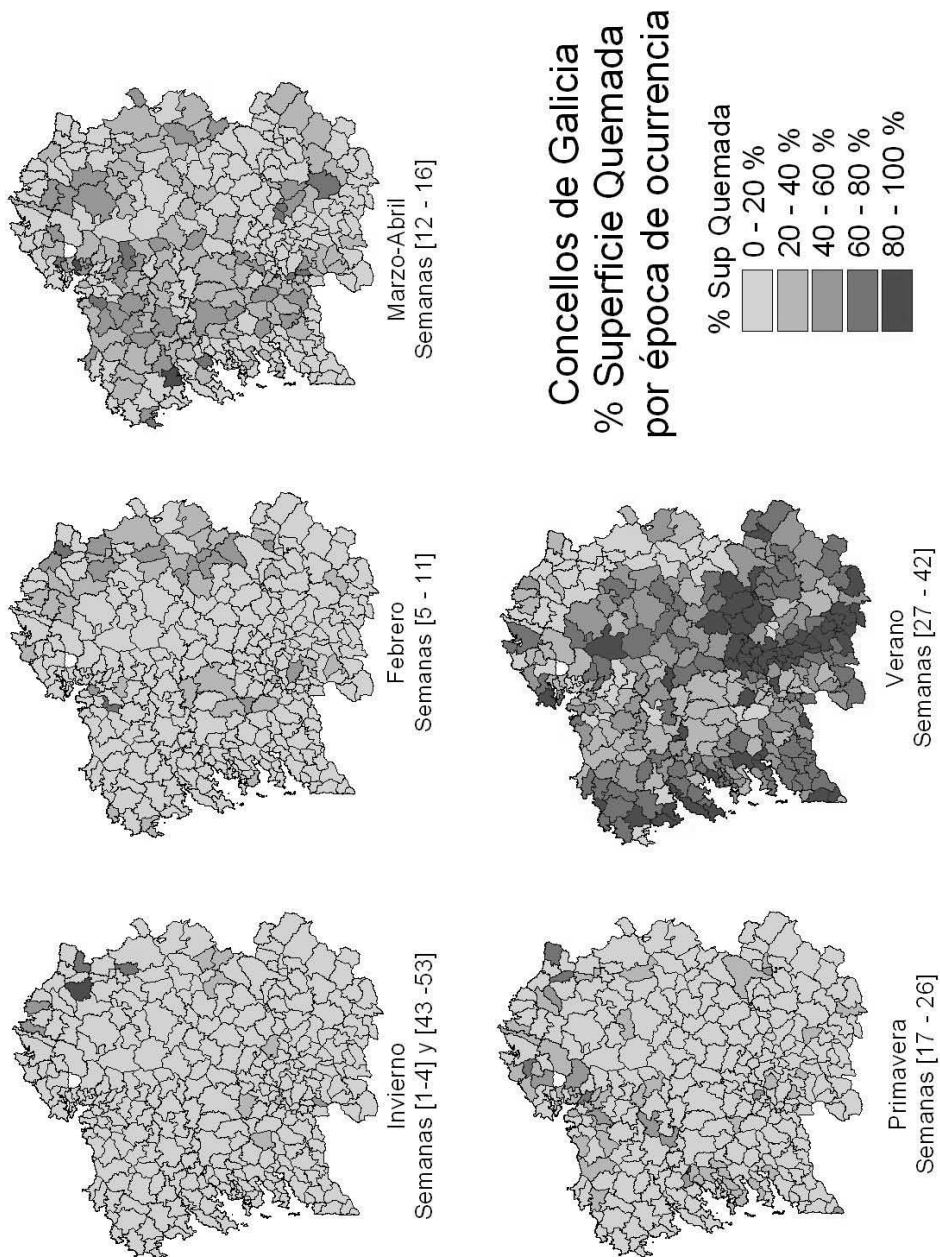 Invierno
Semanas [1-4] y [43 -53]
Febrero
Semanas [5 - 11]
Marzo-Abril
Semanas [12 - 16]
Primavera
Semanas [17 - 26]
Verano
Semanas [27 - 42]
Concellos de Galicia
% Superficie Quemada
por época de ocurrencia
% Sup Quemada
0 - 20 %
20 - 40 %
40 - 60 %
60 - 80 %
80 - 100 %